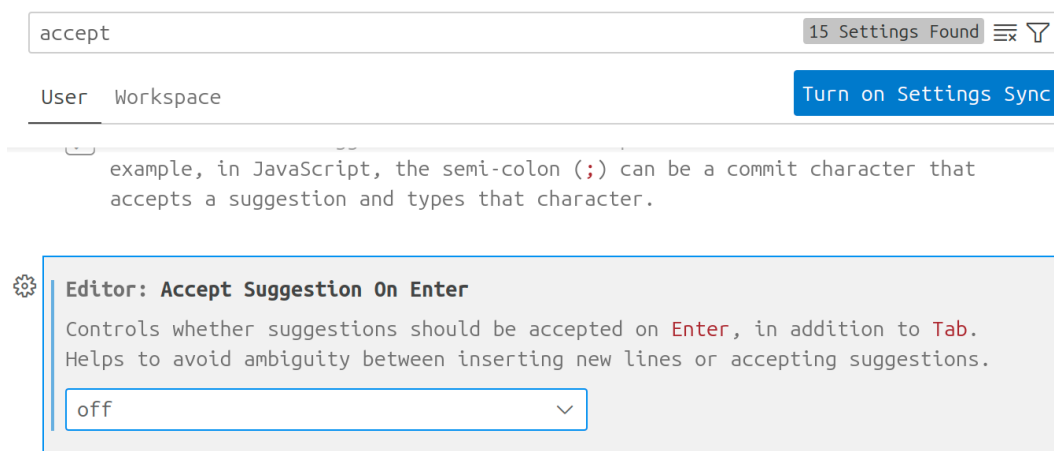 accept
15 Settings Found
User Workspace
Turn on Settings Sync
example, in JavaScript, the semi-colon (;) can be a commit character that
accepts a suggestion and types that character.
Editor: Accept Suggestion On Enter
Controls whether suggestions should be accepted on Enter, in addition to Tab.
Helps to avoid ambiguity between inserting new lines or accepting suggestions.
off